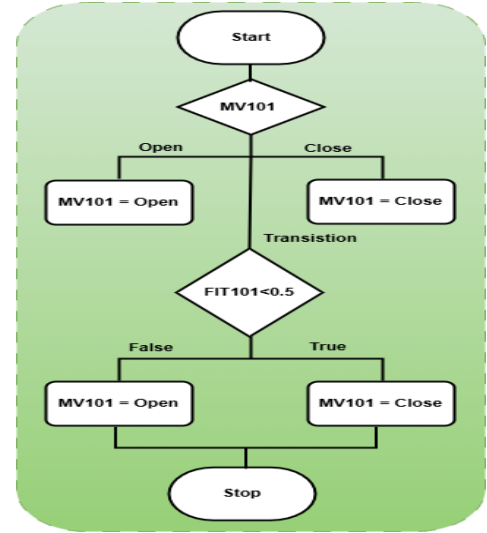 Start
MV101
Open
Close
MV101 = Open
MV101 = Close
Transistion
FIT101<0.5
False
True
MV101 = Open
MV101 = Close
Stop